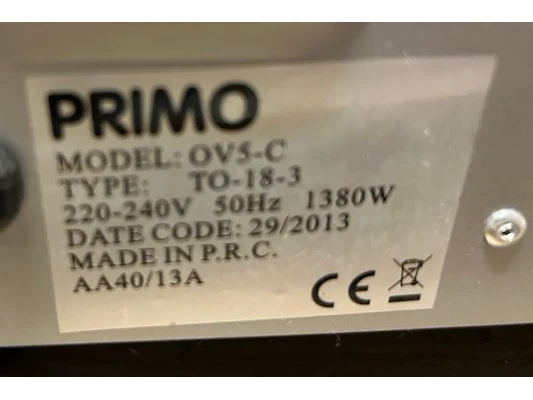 PRIMO
MODEL: OV5-C
TYPE: TO-18-3
220-240V 50Hz 1380W
DATE CODE: 29/2013
MADE IN P.R.C.
AA40/13A
CE